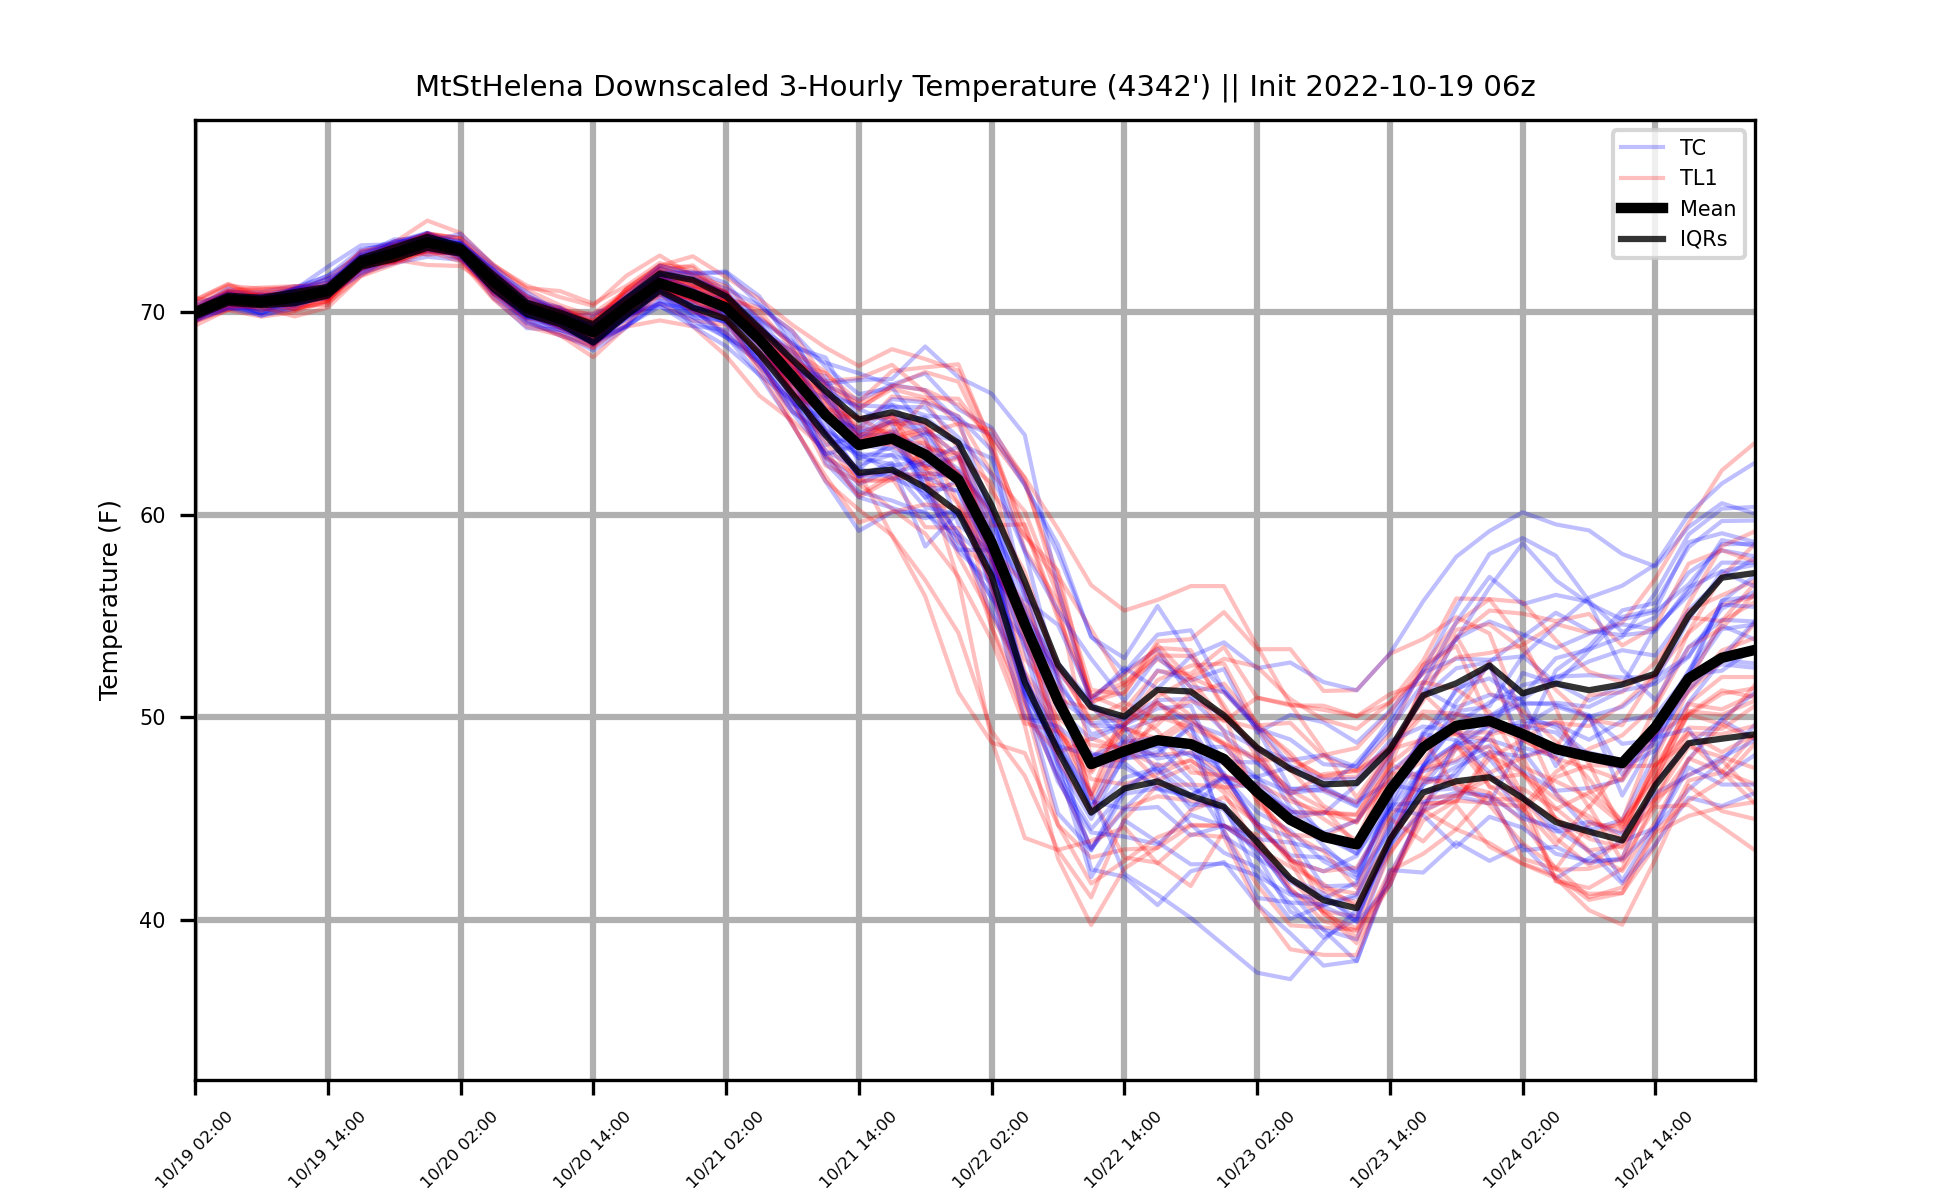 MtStHelena Downscaled 3-Hourly Temperature (4342') || Init 2022-10-19 06z
TC
TL1
Mean
IQRs
Temperature (F)
70
60
50
40
10/19 02:00
10/19 14:00
10/20 02:00
10/20 14:00
10/21 02:00
10/21 14:00
10/22 02:00
10/22 14:00
10/23 02:00
10/23 14:00
10/24 02:00
10/24 14:00